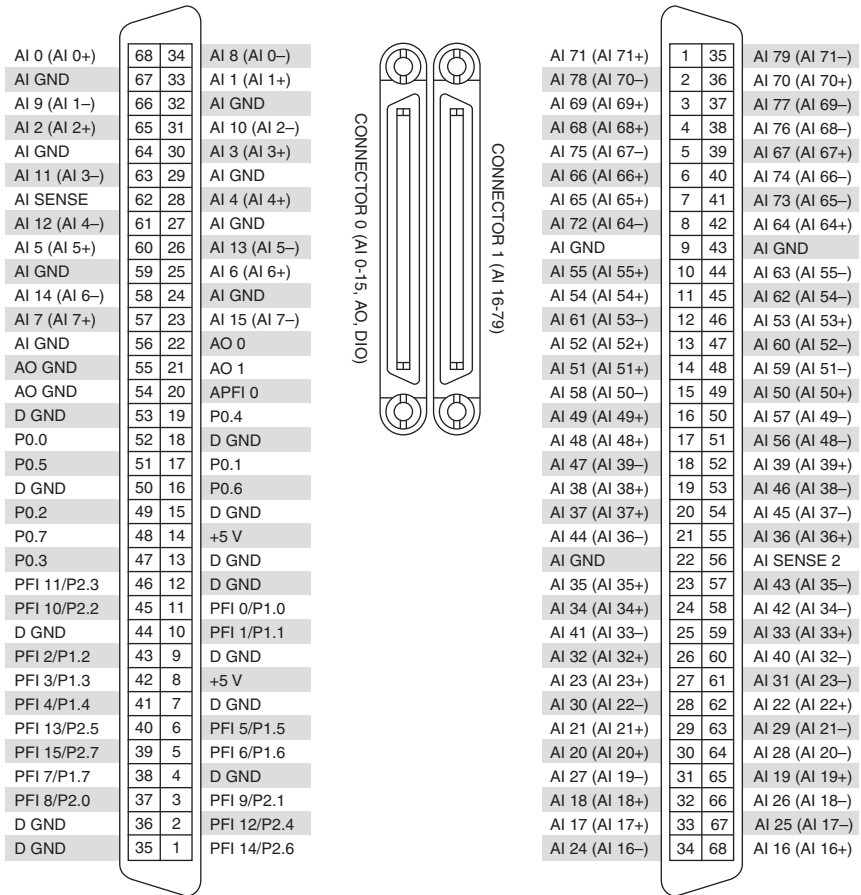 AI 0 (AI 0+) 68 34 AI 8 (AI 0–)
AI GND 67 33 AI 1 (AI 1+)
AI 9 (AI 1–) 66 32 AI GND
AI 2 (AI 2+) 65 31 AI 10 (AI 2–)
AI GND 64 30 AI 3 (AI 3+)
AI 11 (AI 3–) 63 29 AI GND
AI SENSE 62 28 AI 4 (AI 4+)
AI 12 (AI 4–) 61 27 AI GND
AI 5 (AI 5+) 60 26 AI 13 (AI 5–)
AI GND 59 25 AI 6 (AI 6+)
AI 14 (AI 6–) 58 24 AI GND
AI 7 (AI 7+) 57 23 AI 15 (AI 7–)
AI GND 56 22 AO 0
AO GND 55 21 AO 1
AO GND 54 20 APFI 0
D GND 53 19 P0.4
P0.0 52 18 D GND
P0.5 51 17 P0.1
D GND 50 16 P0.6
P0.2 49 15 D GND
P0.7 48 14 +5 V
P0.3 47 13 D GND
PFI 11/P2.3 46 12 D GND
PFI 10/P2.2 45 11 PFI 0/P1.0
D GND 44 10 PFI 1/P1.1
PFI 2/P1.2 43 9 D GND
PFI 3/P1.3 42 8 +5 V
PFI 4/P1.4 41 7 D GND
PFI 13/P2.5 40 6 PFI 5/P1.5
PFI 15/P2.7 39 5 PFI 6/P1.6
PFI 7/P1.7 38 4 D GND
PFI 8/P2.0 37 3 PFI 9/P2.1
D GND 36 2 PFI 12/P2.4
D GND 35 1 PFI 14/P2.6
CONNECTOR 0 (AI 0-15, AO, DIO)
CONNECTOR 1 (AI 16-79)
AI 71 (AI 71+) 1 35 AI 79 (AI 71–)
AI 78 (AI 70–) 2 36 AI 70 (AI 70+)
AI 69 (AI 69+) 3 37 AI 77 (AI 69–)
AI 68 (AI 68+) 4 38 AI 76 (AI 68–)
AI 75 (AI 67–) 5 39 AI 67 (AI 67+)
AI 66 (AI 66+) 6 40 AI 74 (AI 66–)
AI 65 (AI 65+) 7 41 AI 73 (AI 65–)
AI 72 (AI 64–) 8 42 AI 64 (AI 64+)
AI GND 9 43 AI GND
AI 55 (AI 55+) 10 44 AI 63 (AI 55–)
AI 54 (AI 54+) 11 45 AI 62 (AI 54–)
AI 61 (AI 53–) 12 46 AI 53 (AI 53+)
AI 52 (AI 52+) 13 47 AI 60 (AI 52–)
AI 51 (AI 51+) 14 48 AI 59 (AI 51–)
AI 58 (AI 50–) 15 49 AI 50 (AI 50+)
AI 49 (AI 49+) 16 50 AI 57 (AI 49–)
AI 48 (AI 48+) 17 51 AI 56 (AI 48–)
AI 47 (AI 39–) 18 52 AI 39 (AI 39+)
AI 38 (AI 38+) 19 53 AI 46 (AI 38–)
AI 37 (AI 37+) 20 54 AI 45 (AI 37–)
AI 44 (AI 36–) 21 55 AI 36 (AI 36+)
AI GND 22 56 AI SENSE 2
AI 35 (AI 35+) 23 57 AI 43 (AI 35–)
AI 34 (AI 34+) 24 58 AI 42 (AI 34–)
AI 41 (AI 33–) 25 59 AI 33 (AI 33+)
AI 32 (AI 32+) 26 60 AI 40 (AI 32–)
AI 23 (AI 23+) 27 61 AI 31 (AI 23–)
AI 30 (AI 22–) 28 62 AI 22 (AI 22+)
AI 21 (AI 21+) 29 63 AI 29 (AI 21–)
AI 20 (AI 20+) 30 64 AI 28 (AI 20–)
AI 27 (AI 19–) 31 65 AI 19 (AI 19+)
AI 18 (AI 18+) 32 66 AI 26 (AI 18–)
AI 17 (AI 17+) 33 67 AI 25 (AI 17–)
AI 24 (AI 16–) 34 68 AI 16 (AI 16+)